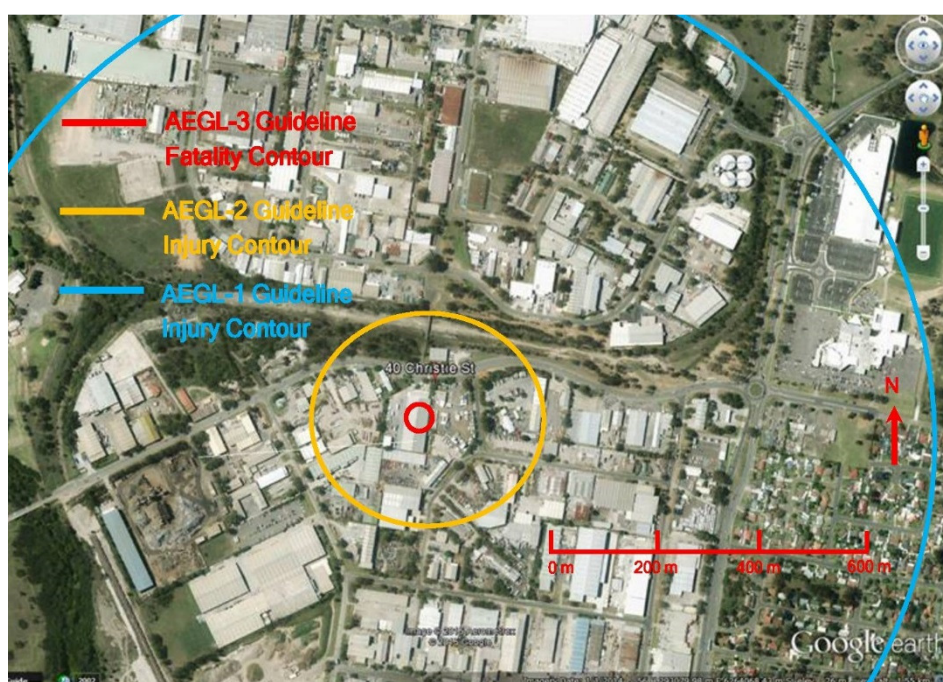 N
AEGL-3 Guideline
Fatality Contour
AEGL-2 Guideline
Injury Contour
AEGL-1 Guideline
Injury Contour
40 Christie St
N
0 m
200 m
400 m
600 m
Google earth
2002